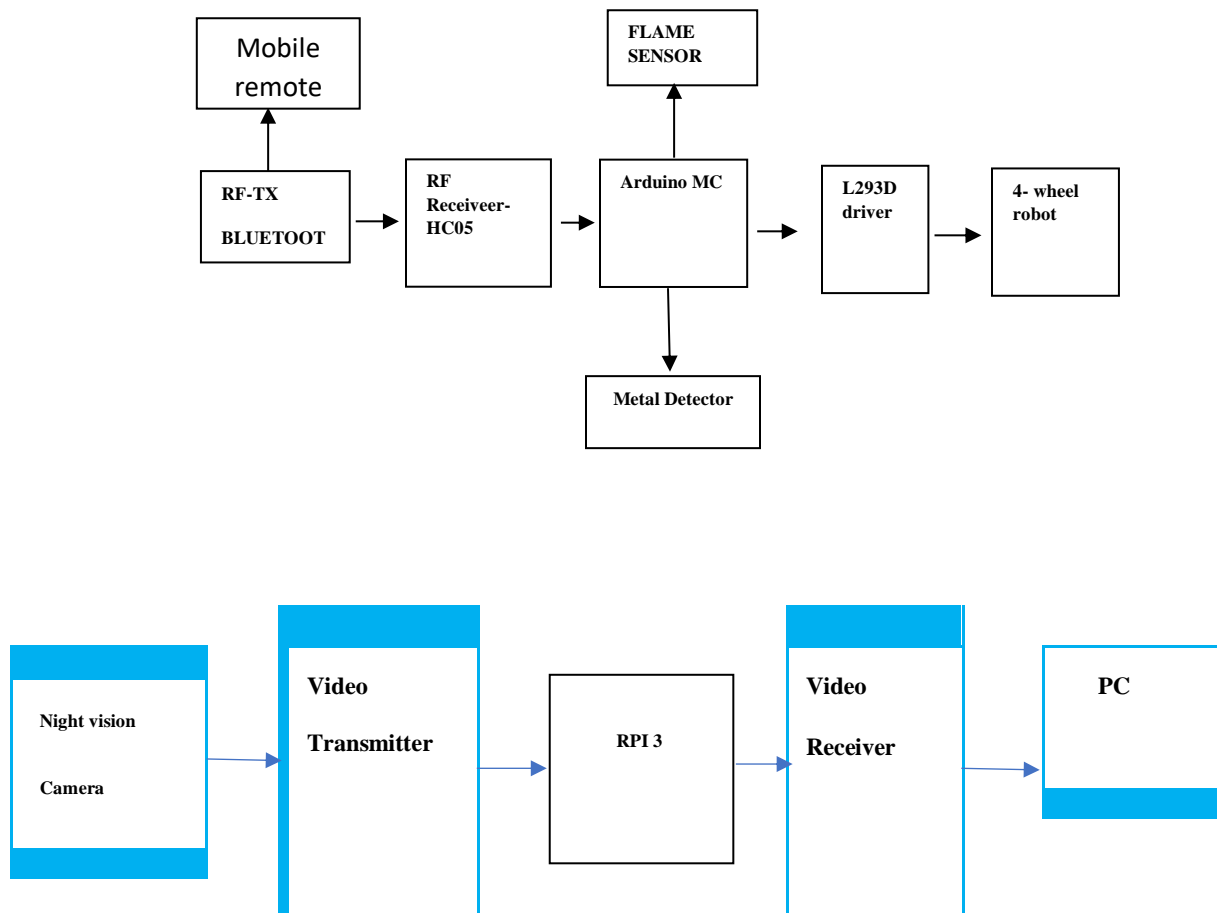 Mobile
remote
FLAME
SENSOR
RF-TX
BLUETOOT
RF
Receiveer-
HC05
Arduino MC
L293D
driver
4- wheel
robot
Metal Detector
Night vision
Camera
Video
Transmitter
RPI 3
Video
Receiver
PC